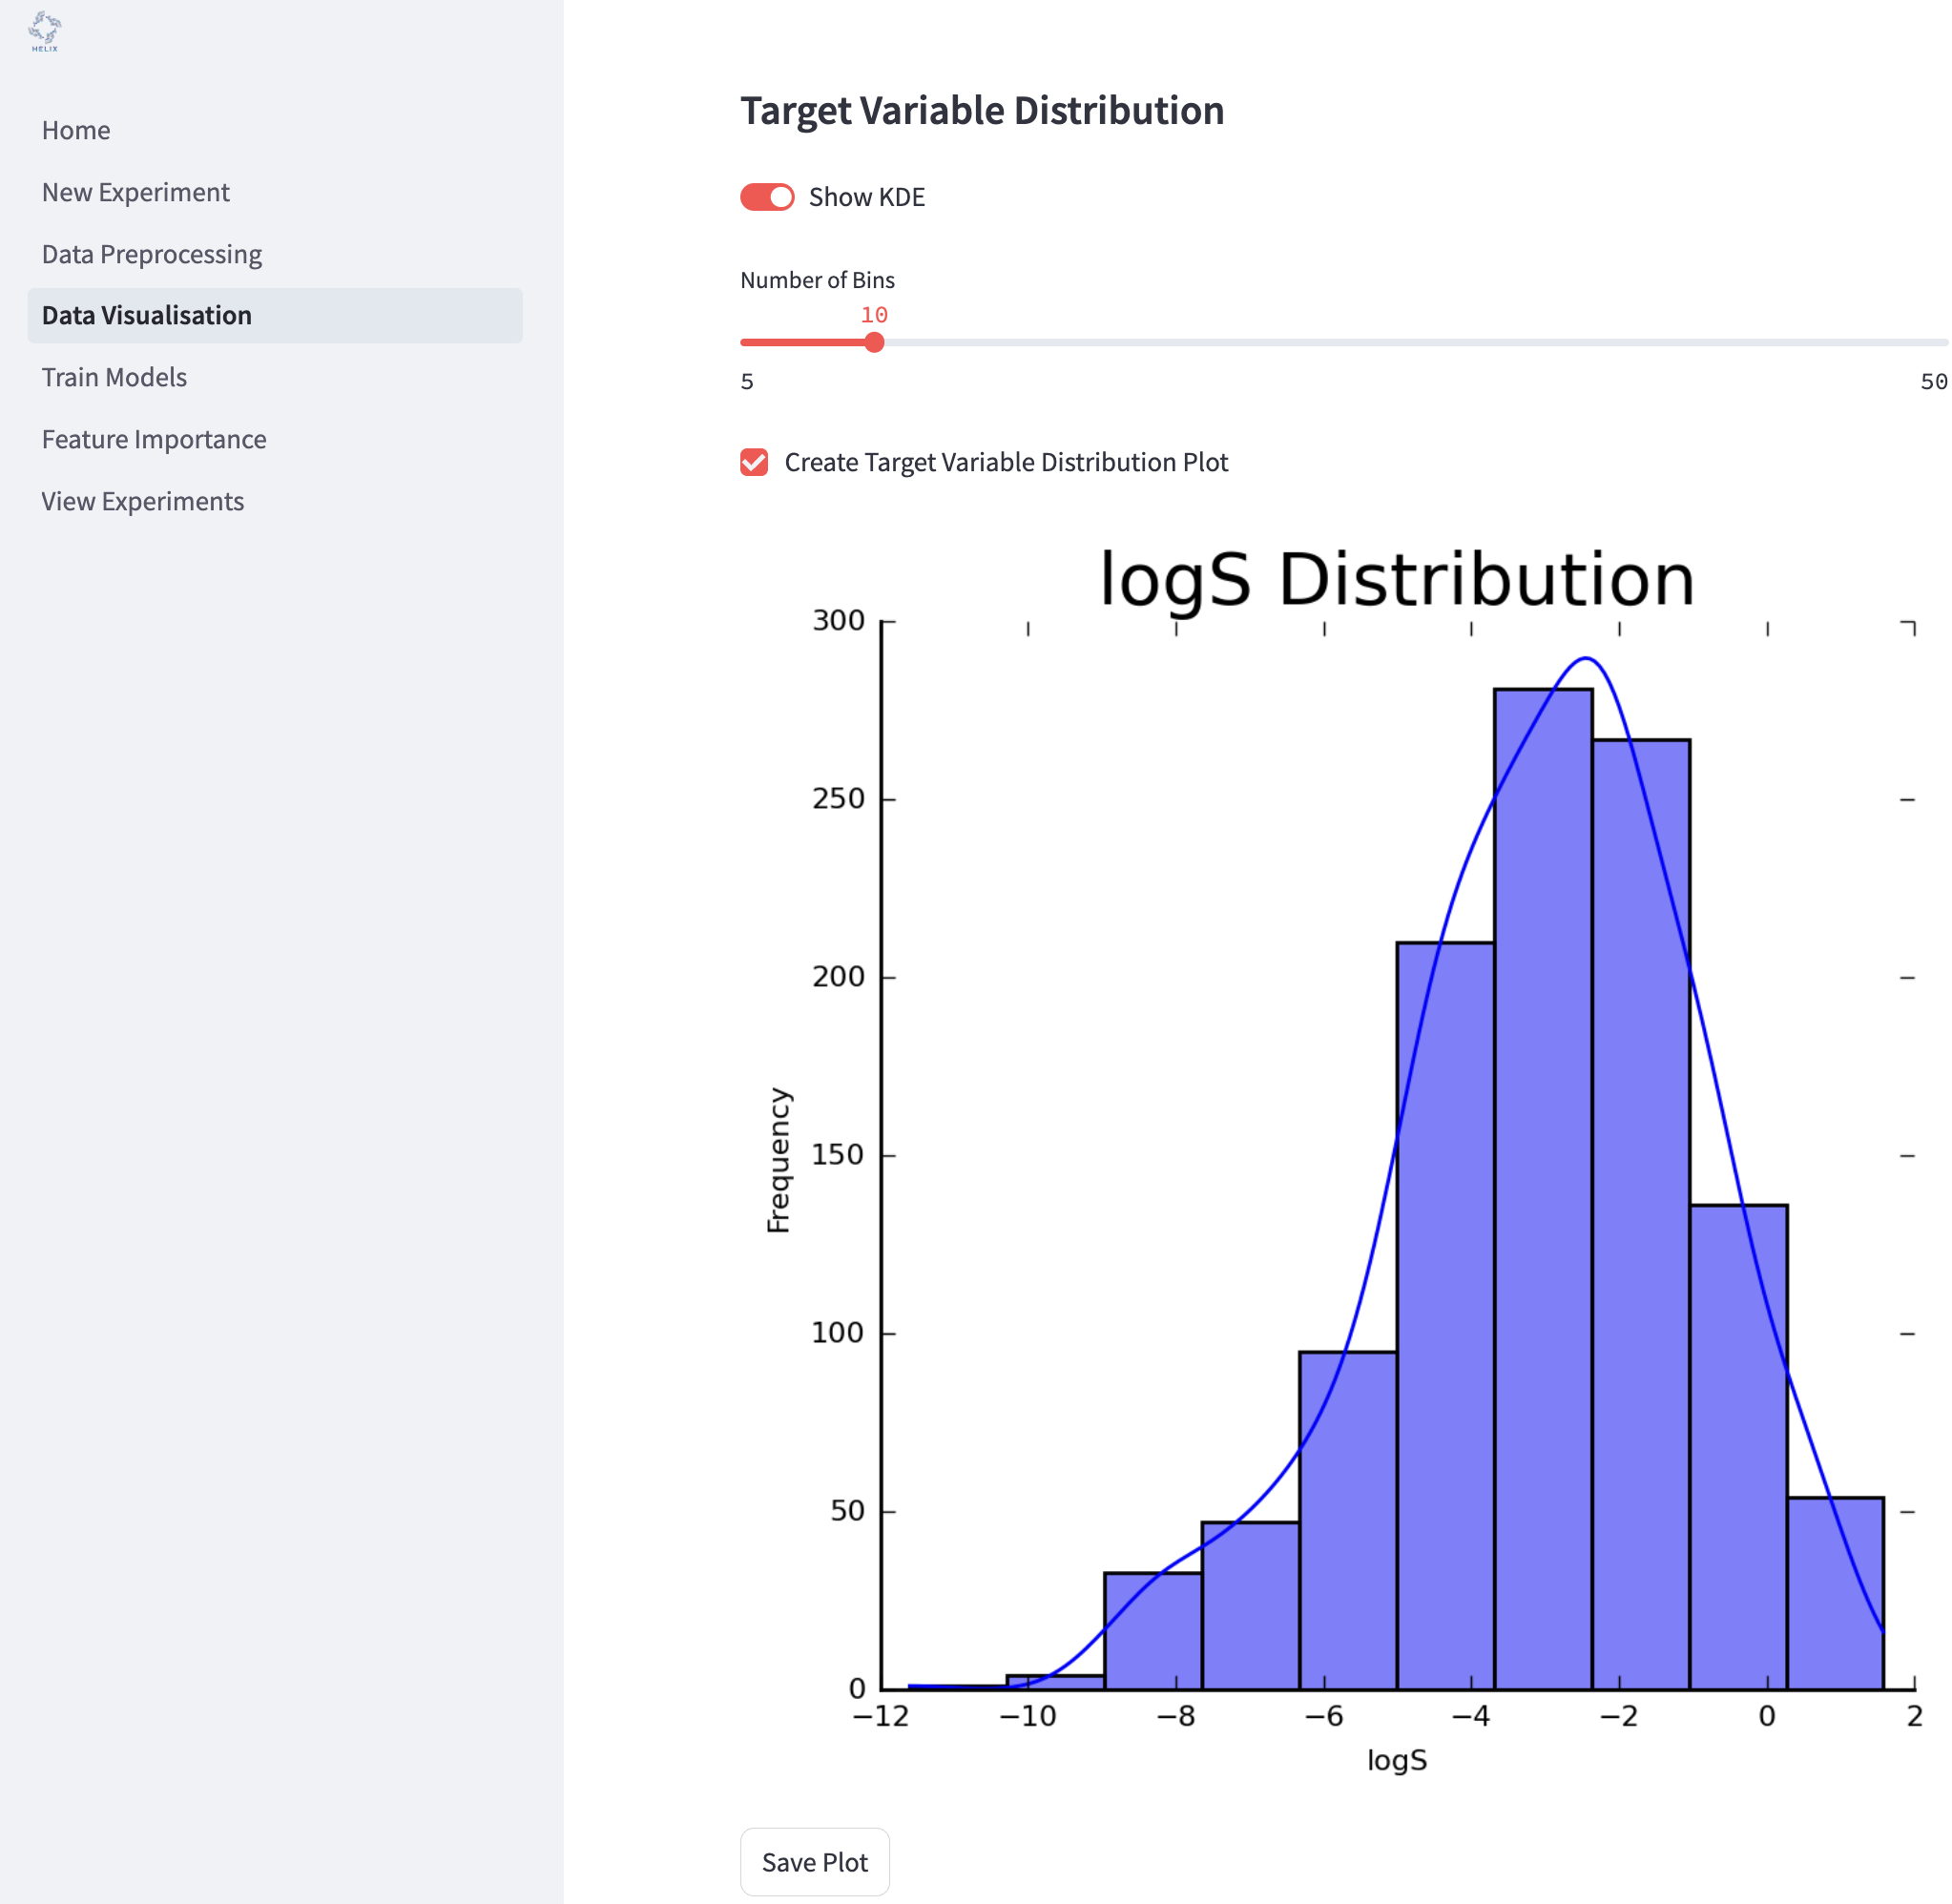 HELIX
Home
New Experiment
Data Preprocessing
Data Visualisation
Train Models
Feature Importance
View Experiments
Target Variable Distribution
Show KDE
Number of Bins
10
5 50
Create Target Variable Distribution Plot
logS Distribution
300
250
200
150
100
50
0
Frequency
−12 −10 −8 −6 −4 −2 0 2
logS
Save Plot